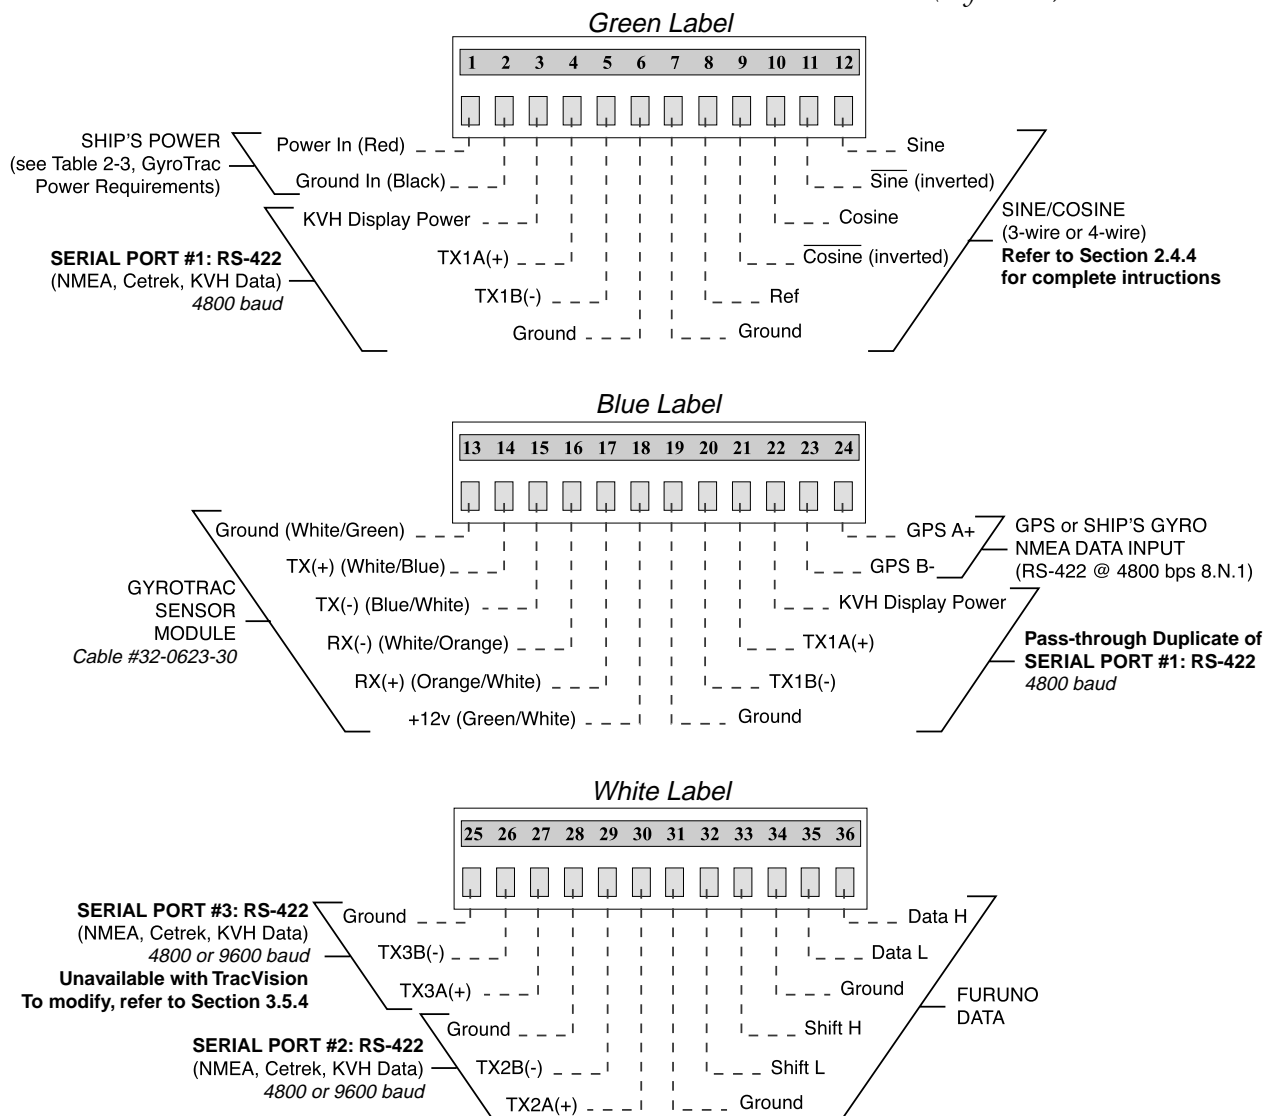 Green Label
1 2 3 4 5 6 7 8 9 10 11 12
SHIP'S POWER
(see Table 2-3, GyroTrac
Power Requirements)
Power In (Red)
Ground In (Black)
KVH Display Power
TX1A(+)
TX1B(-)
Ground
SERIAL PORT #1: RS-422
(NMEA, Cetrek, KVH Data)
4800 baud
Sine
Sine (inverted)
Cosine
Cosine (inverted)
Ref
Ground
SINE/COSINE
(3-wire or 4-wire)
Refer to Section 2.4.4
for complete intructions
Blue Label
13 14 15 16 17 18 19 20 21 22 23 24
Ground (White/Green)
TX(+) (White/Blue)
TX(-) (Blue/White)
RX(-) (White/Orange)
RX(+) (Orange/White)
+12v (Green/White)
GYROTRAC
SENSOR
MODULE
Cable #32-0623-30
GPS A+
GPS B-
KVH Display Power
TX1A(+)
TX1B(-)
Ground
GPS or SHIP'S GYRO
NMEA DATA INPUT
(RS-422 @ 4800 bps 8.N.1)
Pass-through Duplicate of
SERIAL PORT #1: RS-422
4800 baud
White Label
25 26 27 28 29 30 31 32 33 34 35 36
SERIAL PORT #3: RS-422
(NMEA, Cetrek, KVH Data)
4800 or 9600 baud
Unavailable with TracVision
To modify, refer to Section 3.5.4
Ground
TX3B(-)
TX3A(+)
Ground
TX2B(-)
TX2A(+)
SERIAL PORT #2: RS-422
(NMEA, Cetrek, KVH Data)
4800 or 9600 baud
Data H
Data L
Ground
Shift H
Shift L
Ground
FURUNO
DATA